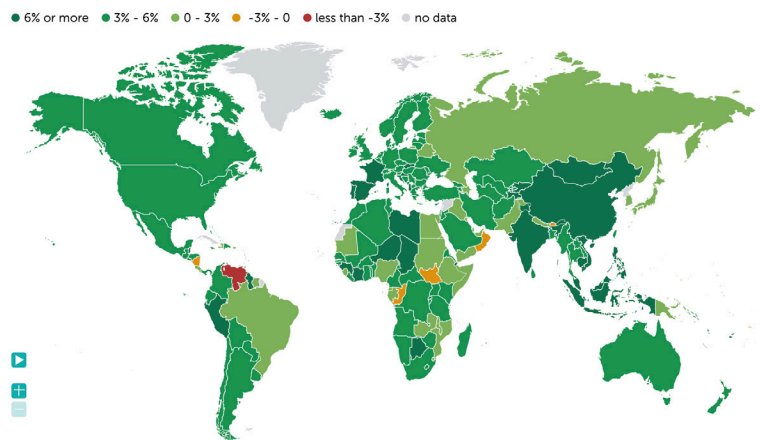 6% or more 3% - 6% 0 - 3% -3% - 0 less than -3% no data